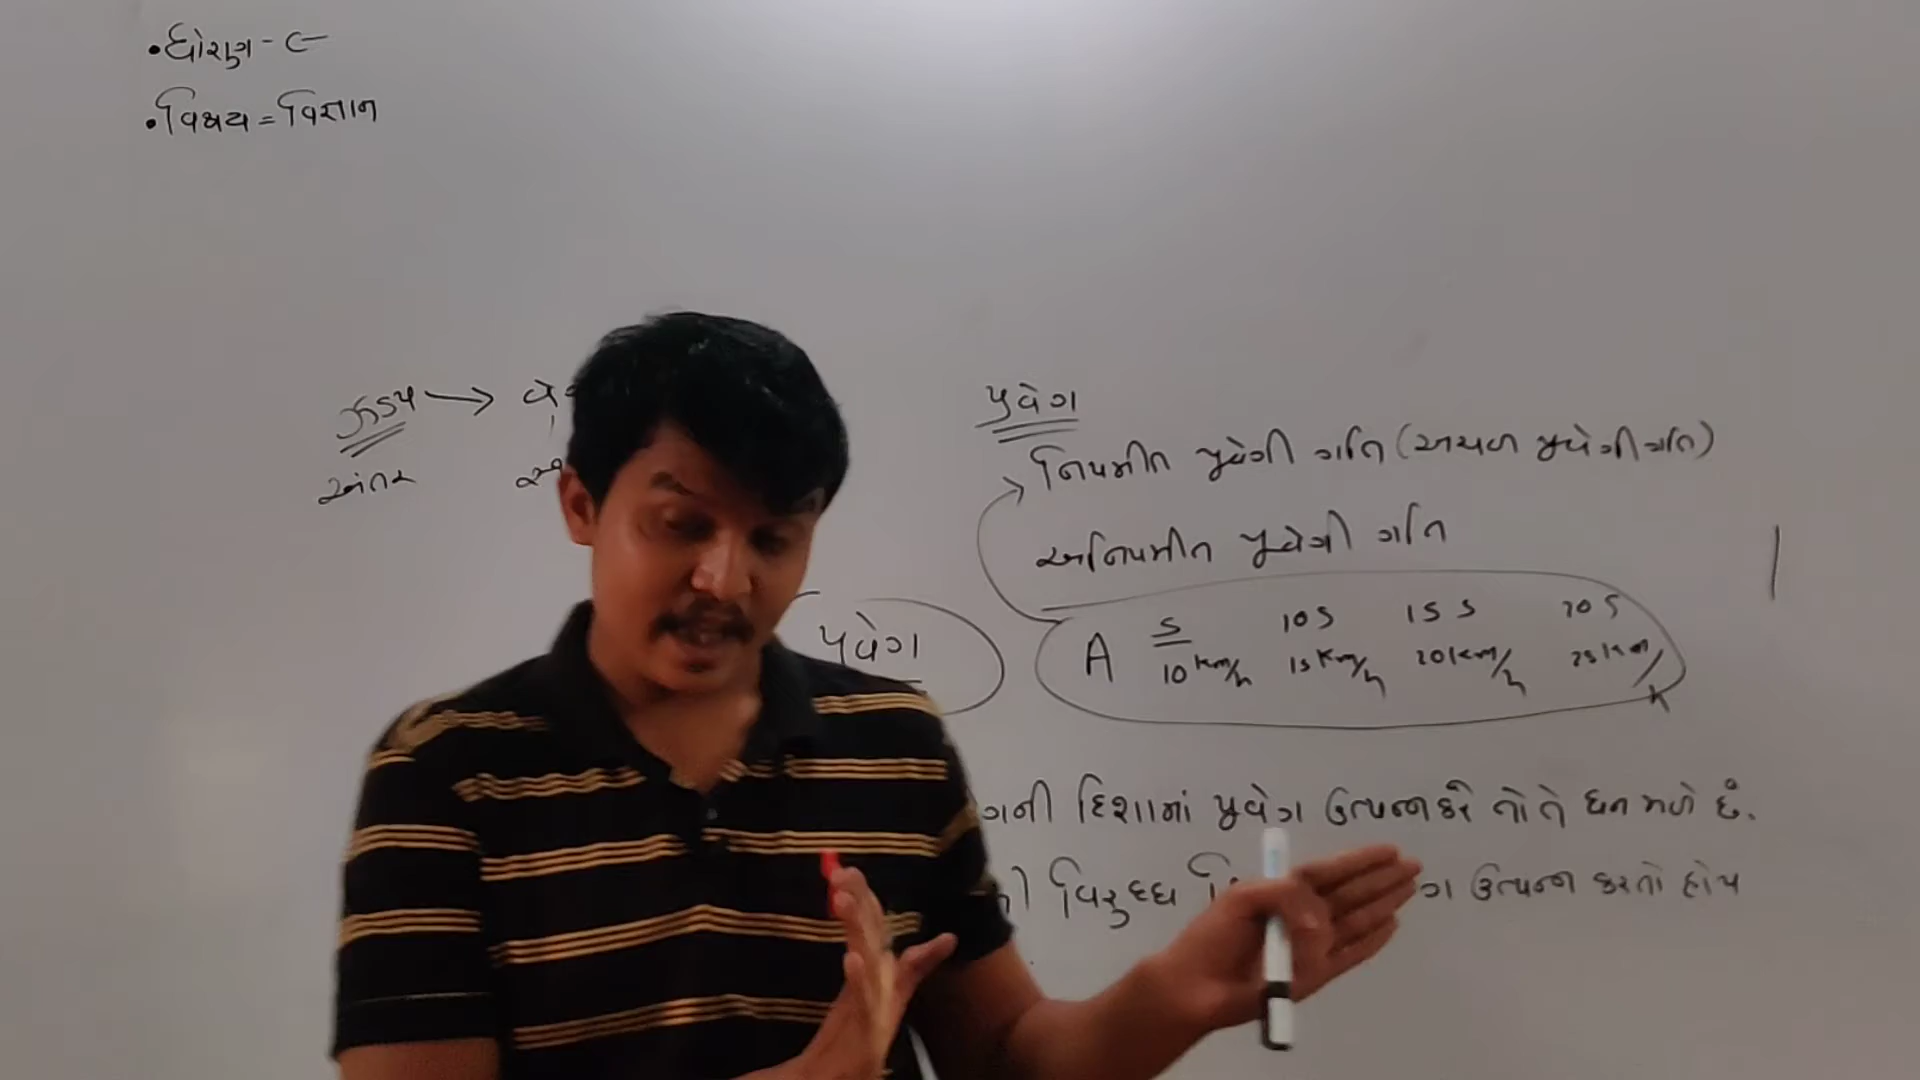 • ધોરણ - ૯
• વિષય = વિજ્ઞાન
ઝડપ →
અંતર
પ્રવેગ
નિયમીત પ્રવેગી ગતિ (અચળ પ્રવેગી ગતિ)
અનિયમીત પ્રવેગી ગતિ
પ્રવેગ
A 5 10 S 15 S 20 S
10 km/h 15 km/h 20 km/h 25 km/h
ગની દિશામાં પ્રવેગ ઉત્પન્ન કરે તો તે ધન મળે છે.
વિરુધ્ધ ગ ઉત્પન્ન કરતો હોય